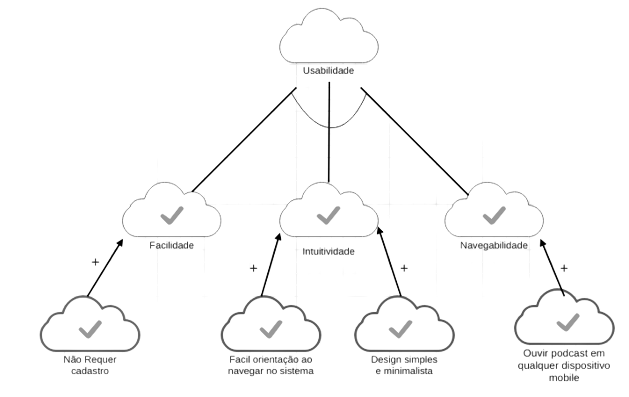 Usabilidade
Facilidade
Intuitividade
Navegabilidade
+
+
+
+
Não Requer
cadastro
Facil orientação ao
navegar no sistema
Design simples
e minimalista
Ouvir podcast em
qualquer dispositivo
mobile